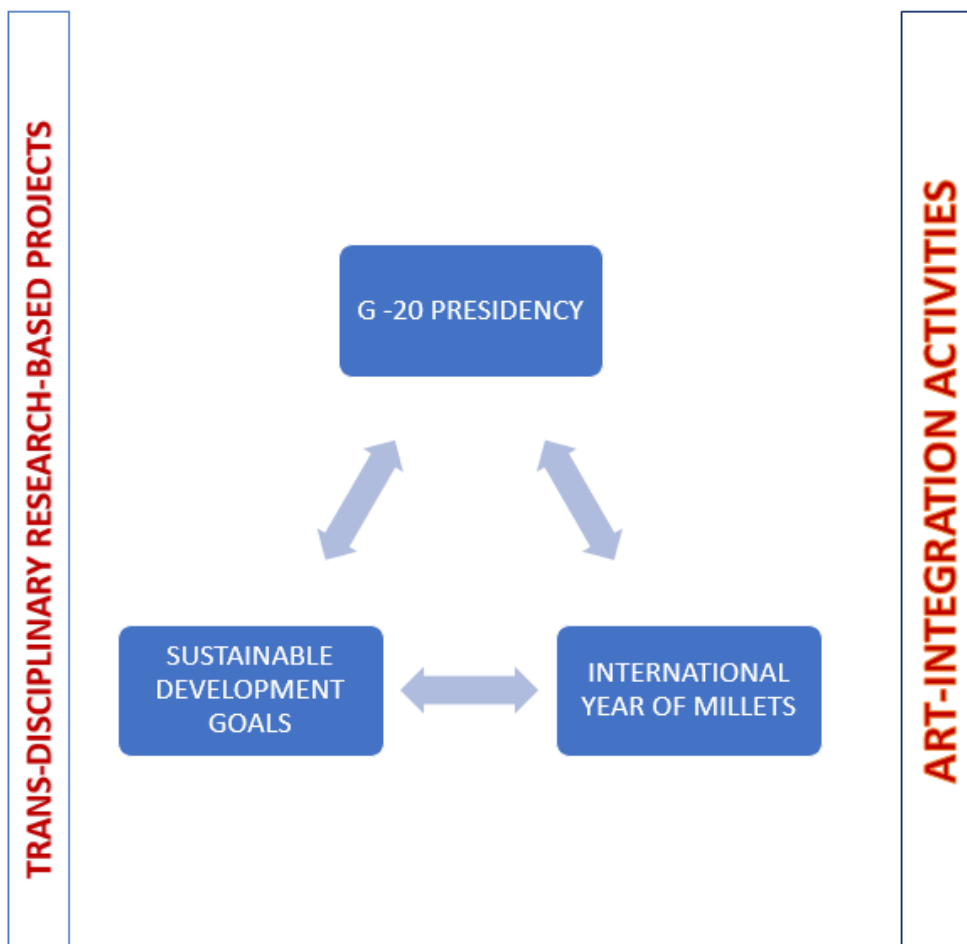 TRANS-DISCIPLINARY RESEARCH-BASED PROJECTS
G -20 PRESIDENCY
SUSTAINABLE
DEVELOPMENT
GOALS
INTERNATIONAL
YEAR OF MILLETS
ART-INTEGRATION ACTIVITIES